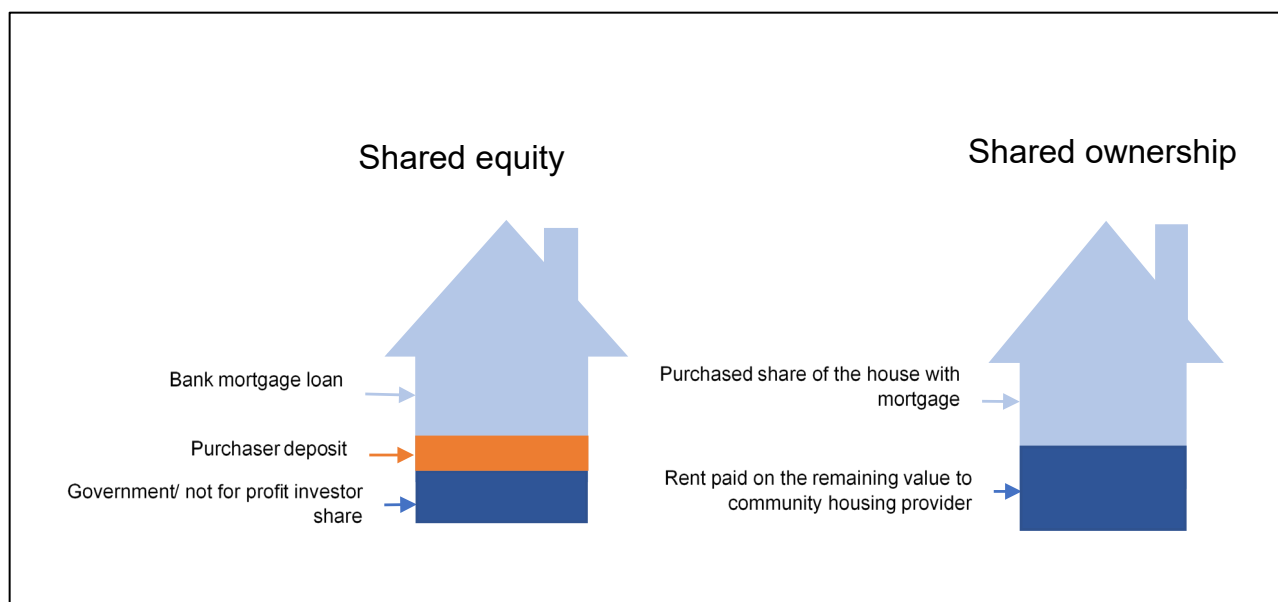 Shared equity
Bank mortgage loan
Purchaser deposit
Government/ not for profit investor
share
Shared ownership
Purchased share of the house with
mortgage
Rent paid on the remaining value to
community housing provider